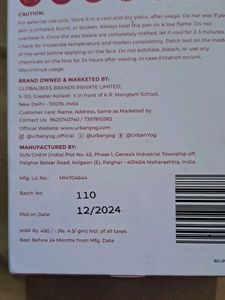 CAUTION:
For external use only. Store it in a cool and dry place, after usage. Do not wax if your
skin is irritated, burnt, or broken. Always heat the pan on a low flame. Do not
overheat it. Once the wax beans are completely melted, let it cool for 2-3 minutes
Check for moderate temperature and molten consistency. Patch test on the inside
of the wrist before applying on the face. Do not exfoliate, bleach, or use any
chemicals on the face for 24 hours after waxing. In case irritation occurs,
discontinue usage.
BRAND OWNED & MARKETED BY:
GLOBALBEES BRANDS PRIVATE LIMITED,
S-133, Greater Kailash II in front of K.R. Manglam School,
New Delhi - 110019, India
Customer care: Name, Address, Same as Marketed by
Contact Us: 9625740740 / 7397810382
Official Website: www.urbanyog.com
@urbanyog_official @UrbanYog
MANUFACTURED BY:
SUN CHEM (India) Plot No. 43, Phase 1, Genesis Industrial Township off.
Palghar Boisar Road, Kolgaon (E), Palghar - 401404 Maharashtra, India
Mfg. Lic No.: MH/104644
Batch No: 110
Pkd on Date 12/2024
MRP Rs. 450 /- (Rs. 4.5/ gm) incl. of all taxes
Best Before 24 Months from Mfg. Date